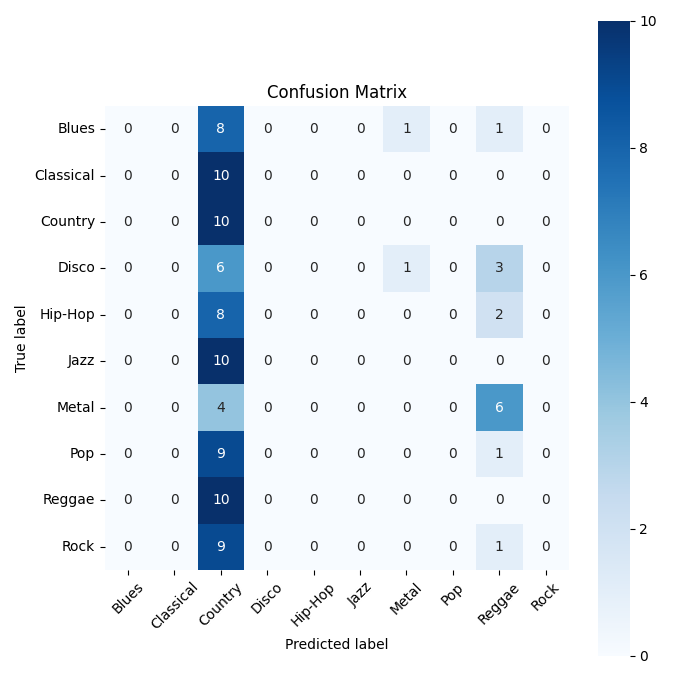 Confusion Matrix
True label
Blues 0 0 8 0 0 0 1 0 1 0
Classical 0 0 10 0 0 0 0 0 0 0
Country 0 0 10 0 0 0 0 0 0 0
Disco 0 0 6 0 0 0 1 0 3 0
Hip-Hop 0 0 8 0 0 0 0 0 2 0
Jazz 0 0 10 0 0 0 0 0 0 0
Metal 0 0 4 0 0 0 0 0 6 0
Pop 0 0 9 0 0 0 0 0 1 0
Reggae 0 0 10 0 0 0 0 0 0 0
Rock 0 0 9 0 0 0 0 0 1 0
Blues Classical Country Disco Hip-Hop Jazz Metal Pop Reggae Rock
Predicted label
10
8
6
4
2
0